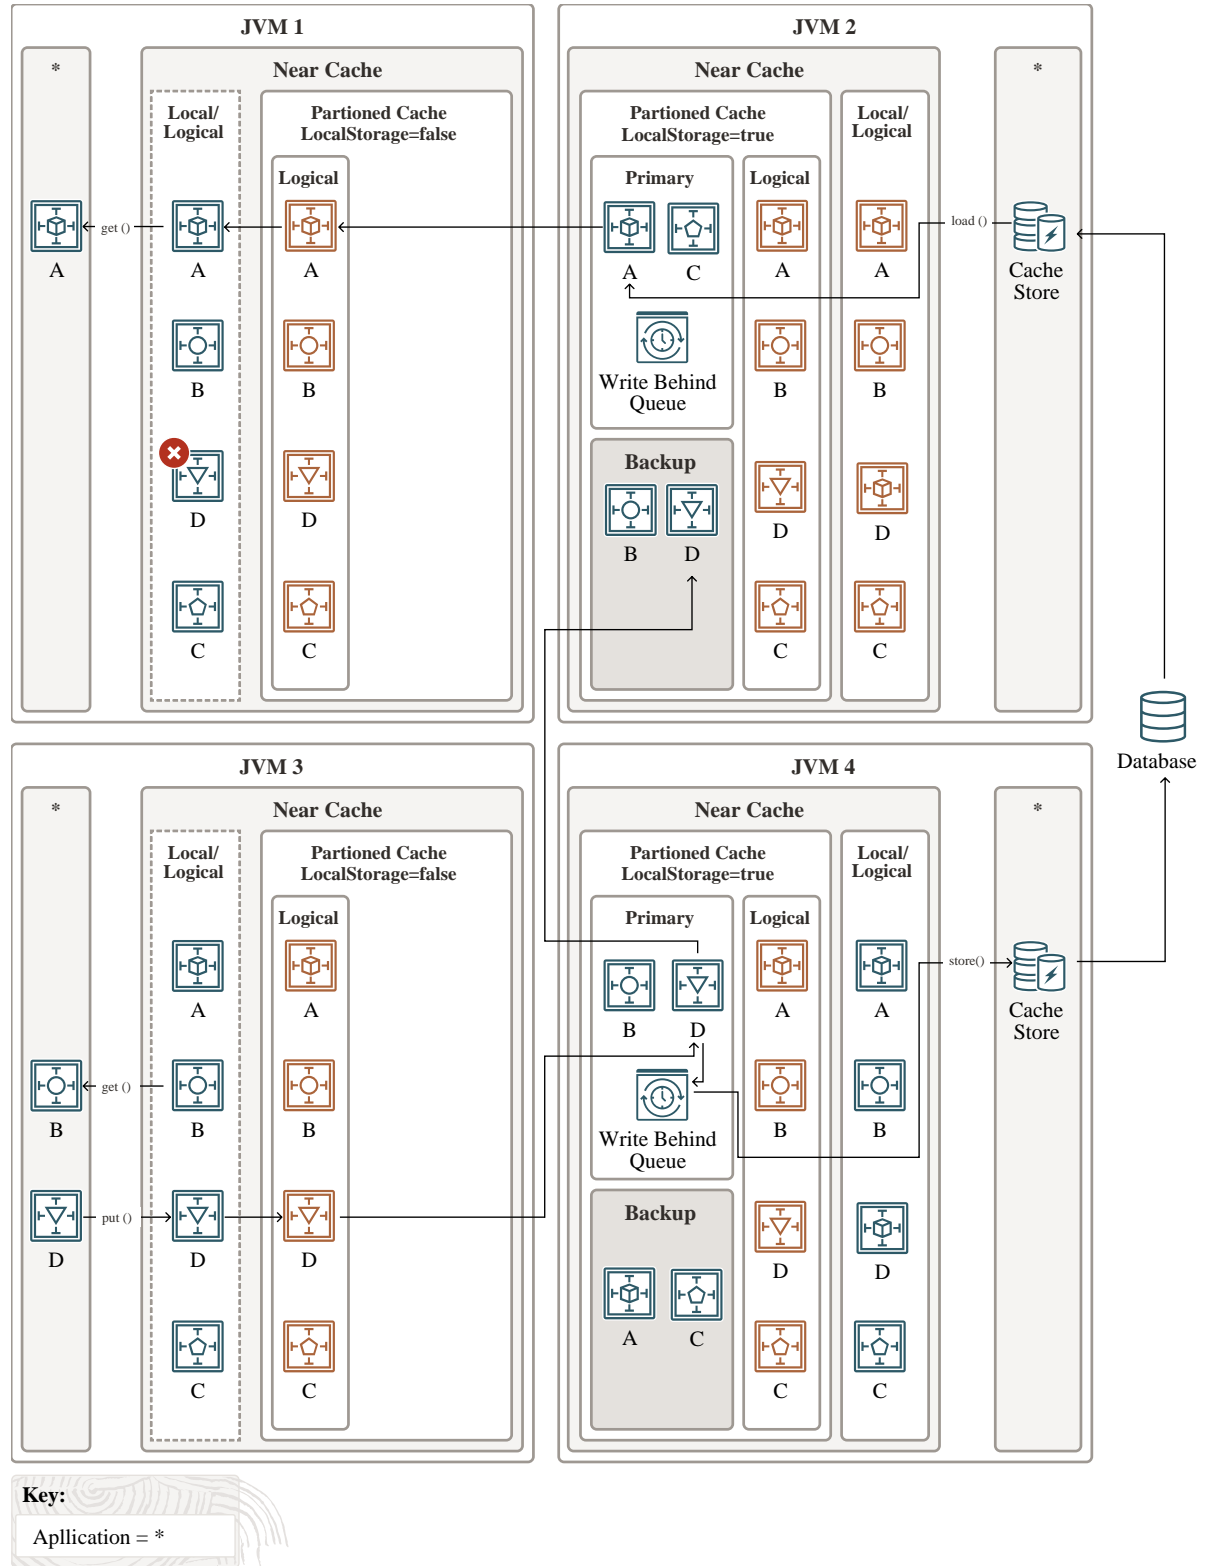 JVM 1
*
Near Cache
Local/
Logical
Partioned Cache
LocalStorage=false
Logical
A
get ()
A
A
B
B
D
D
C
C
JVM 2
Near Cache
*
Partioned Cache
LocalStorage=true
Local/
Logical
Primary
Logical
A
C
A
A
load ()
Cache
Store
Write Behind
Queue
B
B
Backup
B
D
D
D
C
C
Database
JVM 3
*
Near Cache
Local/
Logical
Partioned Cache
LocalStorage=false
Logical
A
A
B
get ()
B
B
D
put ()
D
D
C
C
JVM 4
Near Cache
*
Partioned Cache
LocalStorage=true
Local/
Logical
Primary
Logical
B
D
A
A
store()
Cache
Store
Write Behind
Queue
B
B
Backup
A
C
D
D
C
C
Key:
Apllication = *